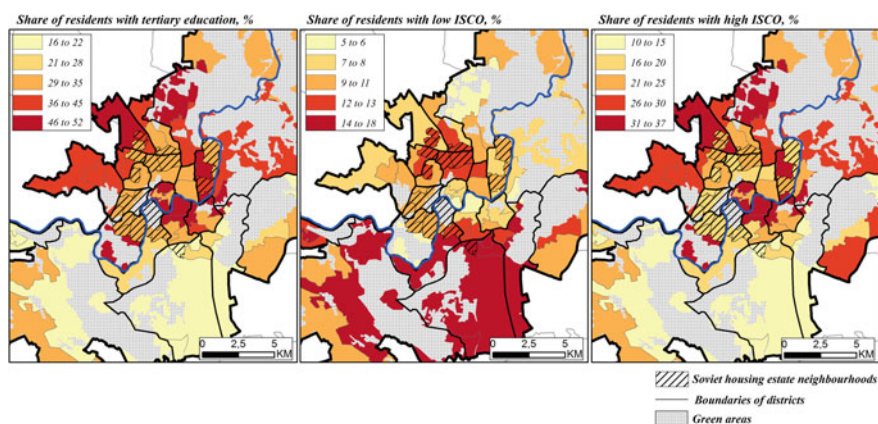 Share of residents with tertiary education, %
16 to 22
21 to 28
29 to 35
36 to 45
46 to 52
0 2,5 5
KM
Share of residents with low ISCO, %
5 to 6
7 to 8
9 to 11
12 to 13
14 to 18
0 2,5 5
KM
Share of residents with high ISCO, %
10 to 15
16 to 20
21 to 25
26 to 30
31 to 37
0 2,5 5
KM
Soviet housing estate neighbourhoods
Boundaries of districts
Green areas